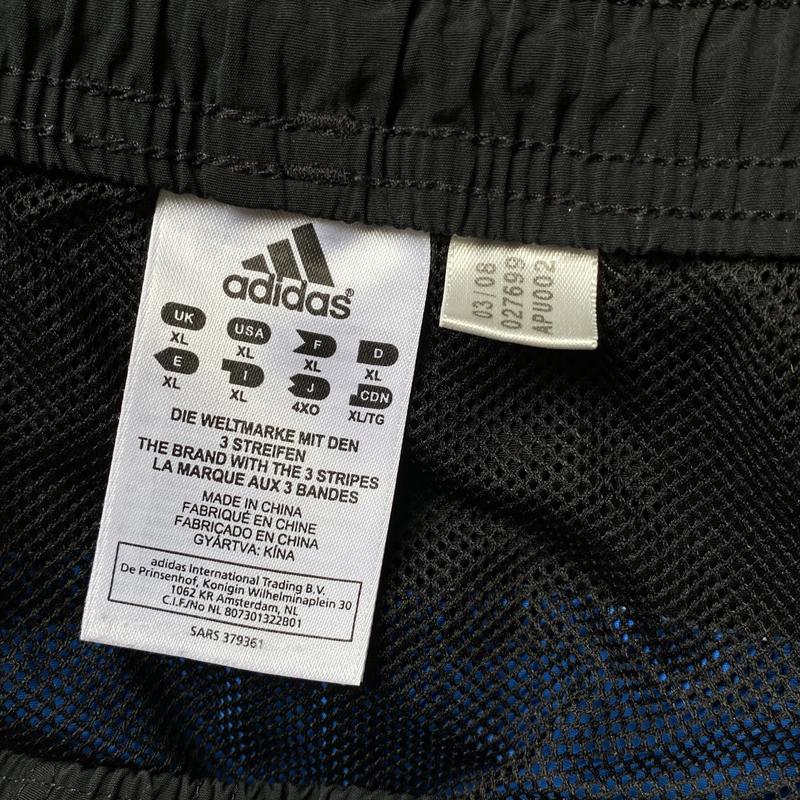 adidas®
UK USA F D
XL XL XL XL
E I J CDN
XL XL 4XO XL/TG
DIE WELTMARKE MIT DEN
3 STREIFEN
THE BRAND WITH THE 3 STRIPES
LA MARQUE AUX 3 BANDES
MADE IN CHINA
FABRIQUÉ EN CHINE
FABRICADO EN CHINA
GYÁRTVA: KÍNA
adidas International Trading B.V.
De Prinsenhof, Konigin Wilhelminaplein 30
1062 KR Amsterdam, NL
C.I.F./No NL 807301322B01
SARS 379361
03/08
027699
APU002